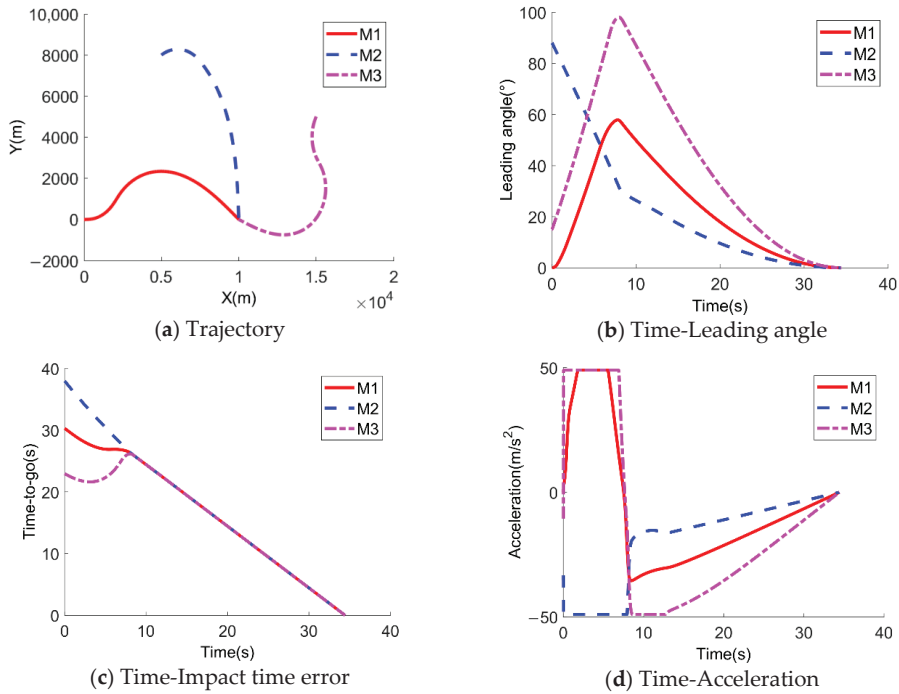 10,000
8000
6000
4000
2000
0
−2000
Y(m)
0
0.5
1
1.5
2
X(m)
×10⁴
M1
M2
M3
(a) Trajectory
100
80
60
40
20
0
Leading angle(°)
0
10
20
30
40
Time(s)
M1
M2
M3
(b) Time-Leading angle
40
30
20
10
0
Time-to-go(s)
0
10
20
30
40
Time(s)
M1
M2
M3
(c) Time-Impact time error
50
0
−50
Acceleration(m/s²)
0
10
20
30
40
Time(s)
M1
M2
M3
(d) Time-Acceleration